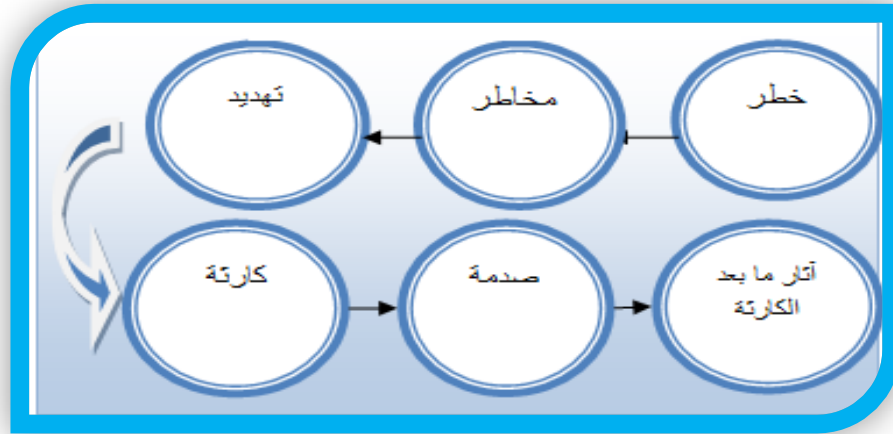 خطر
مخاطر
تهديد
كارثة
صدمة
آثار ما بعد
الكارثة